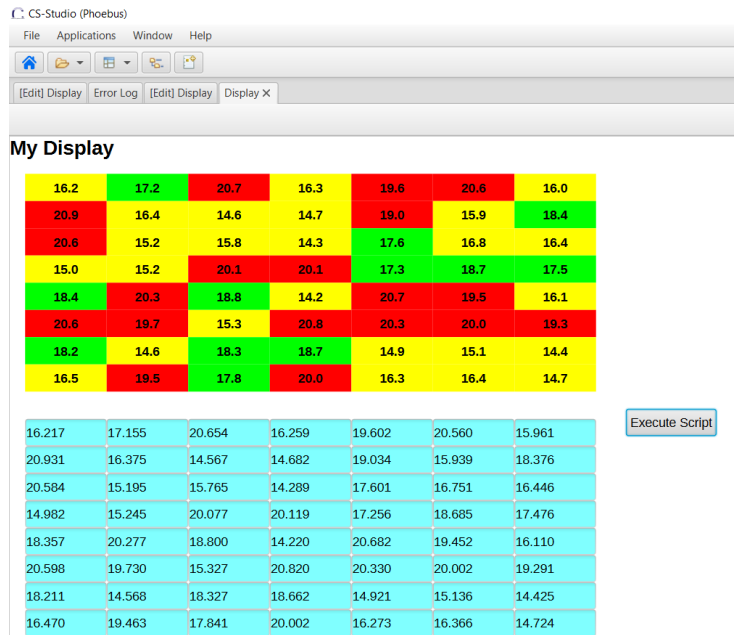 CS-Studio (Phoebus)
File Applications Window Help
[Edit] Display Error Log [Edit] Display Display
My Display
16.2 17.2 20.7 16.3 19.6 20.6 16.0
20.9 16.4 14.6 14.7 19.0 15.9 18.4
20.6 15.2 15.8 14.3 17.6 16.8 16.4
15.0 15.2 20.1 20.1 17.3 18.7 17.5
18.4 20.3 18.8 14.2 20.7 19.5 16.1
20.6 19.7 15.3 20.8 20.3 20.0 19.3
18.2 14.6 18.3 18.7 14.9 15.1 14.4
16.5 19.5 17.8 20.0 16.3 16.4 14.7
Execute Script
16.217 17.155 20.654 16.259 19.602 20.560 15.961
20.931 16.375 14.567 14.682 19.034 15.939 18.376
20.584 15.195 15.765 14.289 17.601 16.751 16.446
14.982 15.245 20.077 20.119 17.256 18.685 17.476
18.357 20.277 18.800 14.220 20.682 19.452 16.110
20.598 19.730 15.327 20.820 20.330 20.002 19.291
18.211 14.568 18.327 18.662 14.921 15.136 14.425
16.470 19.463 17.841 20.002 16.273 16.366 14.724